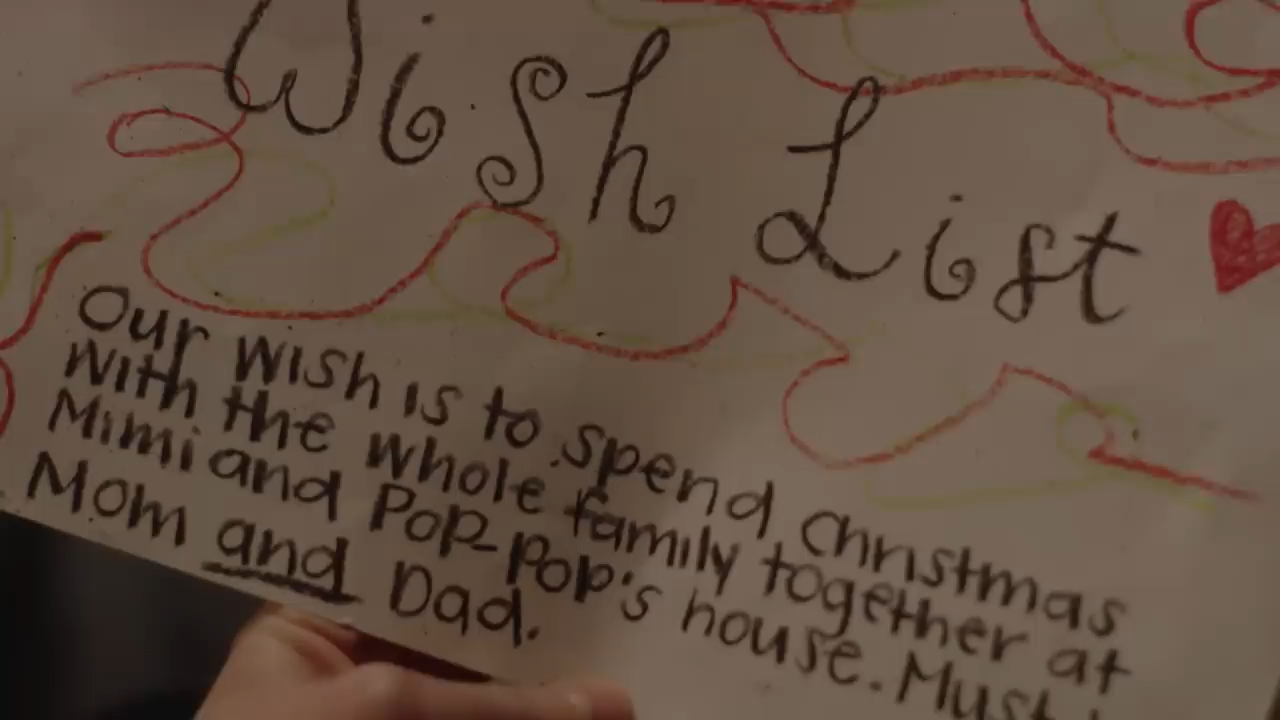 Wish List
Our wish is to spend Christmas
with the whole family together at
Mimi and Pop-Pop's house. Must
Mom and Dad.